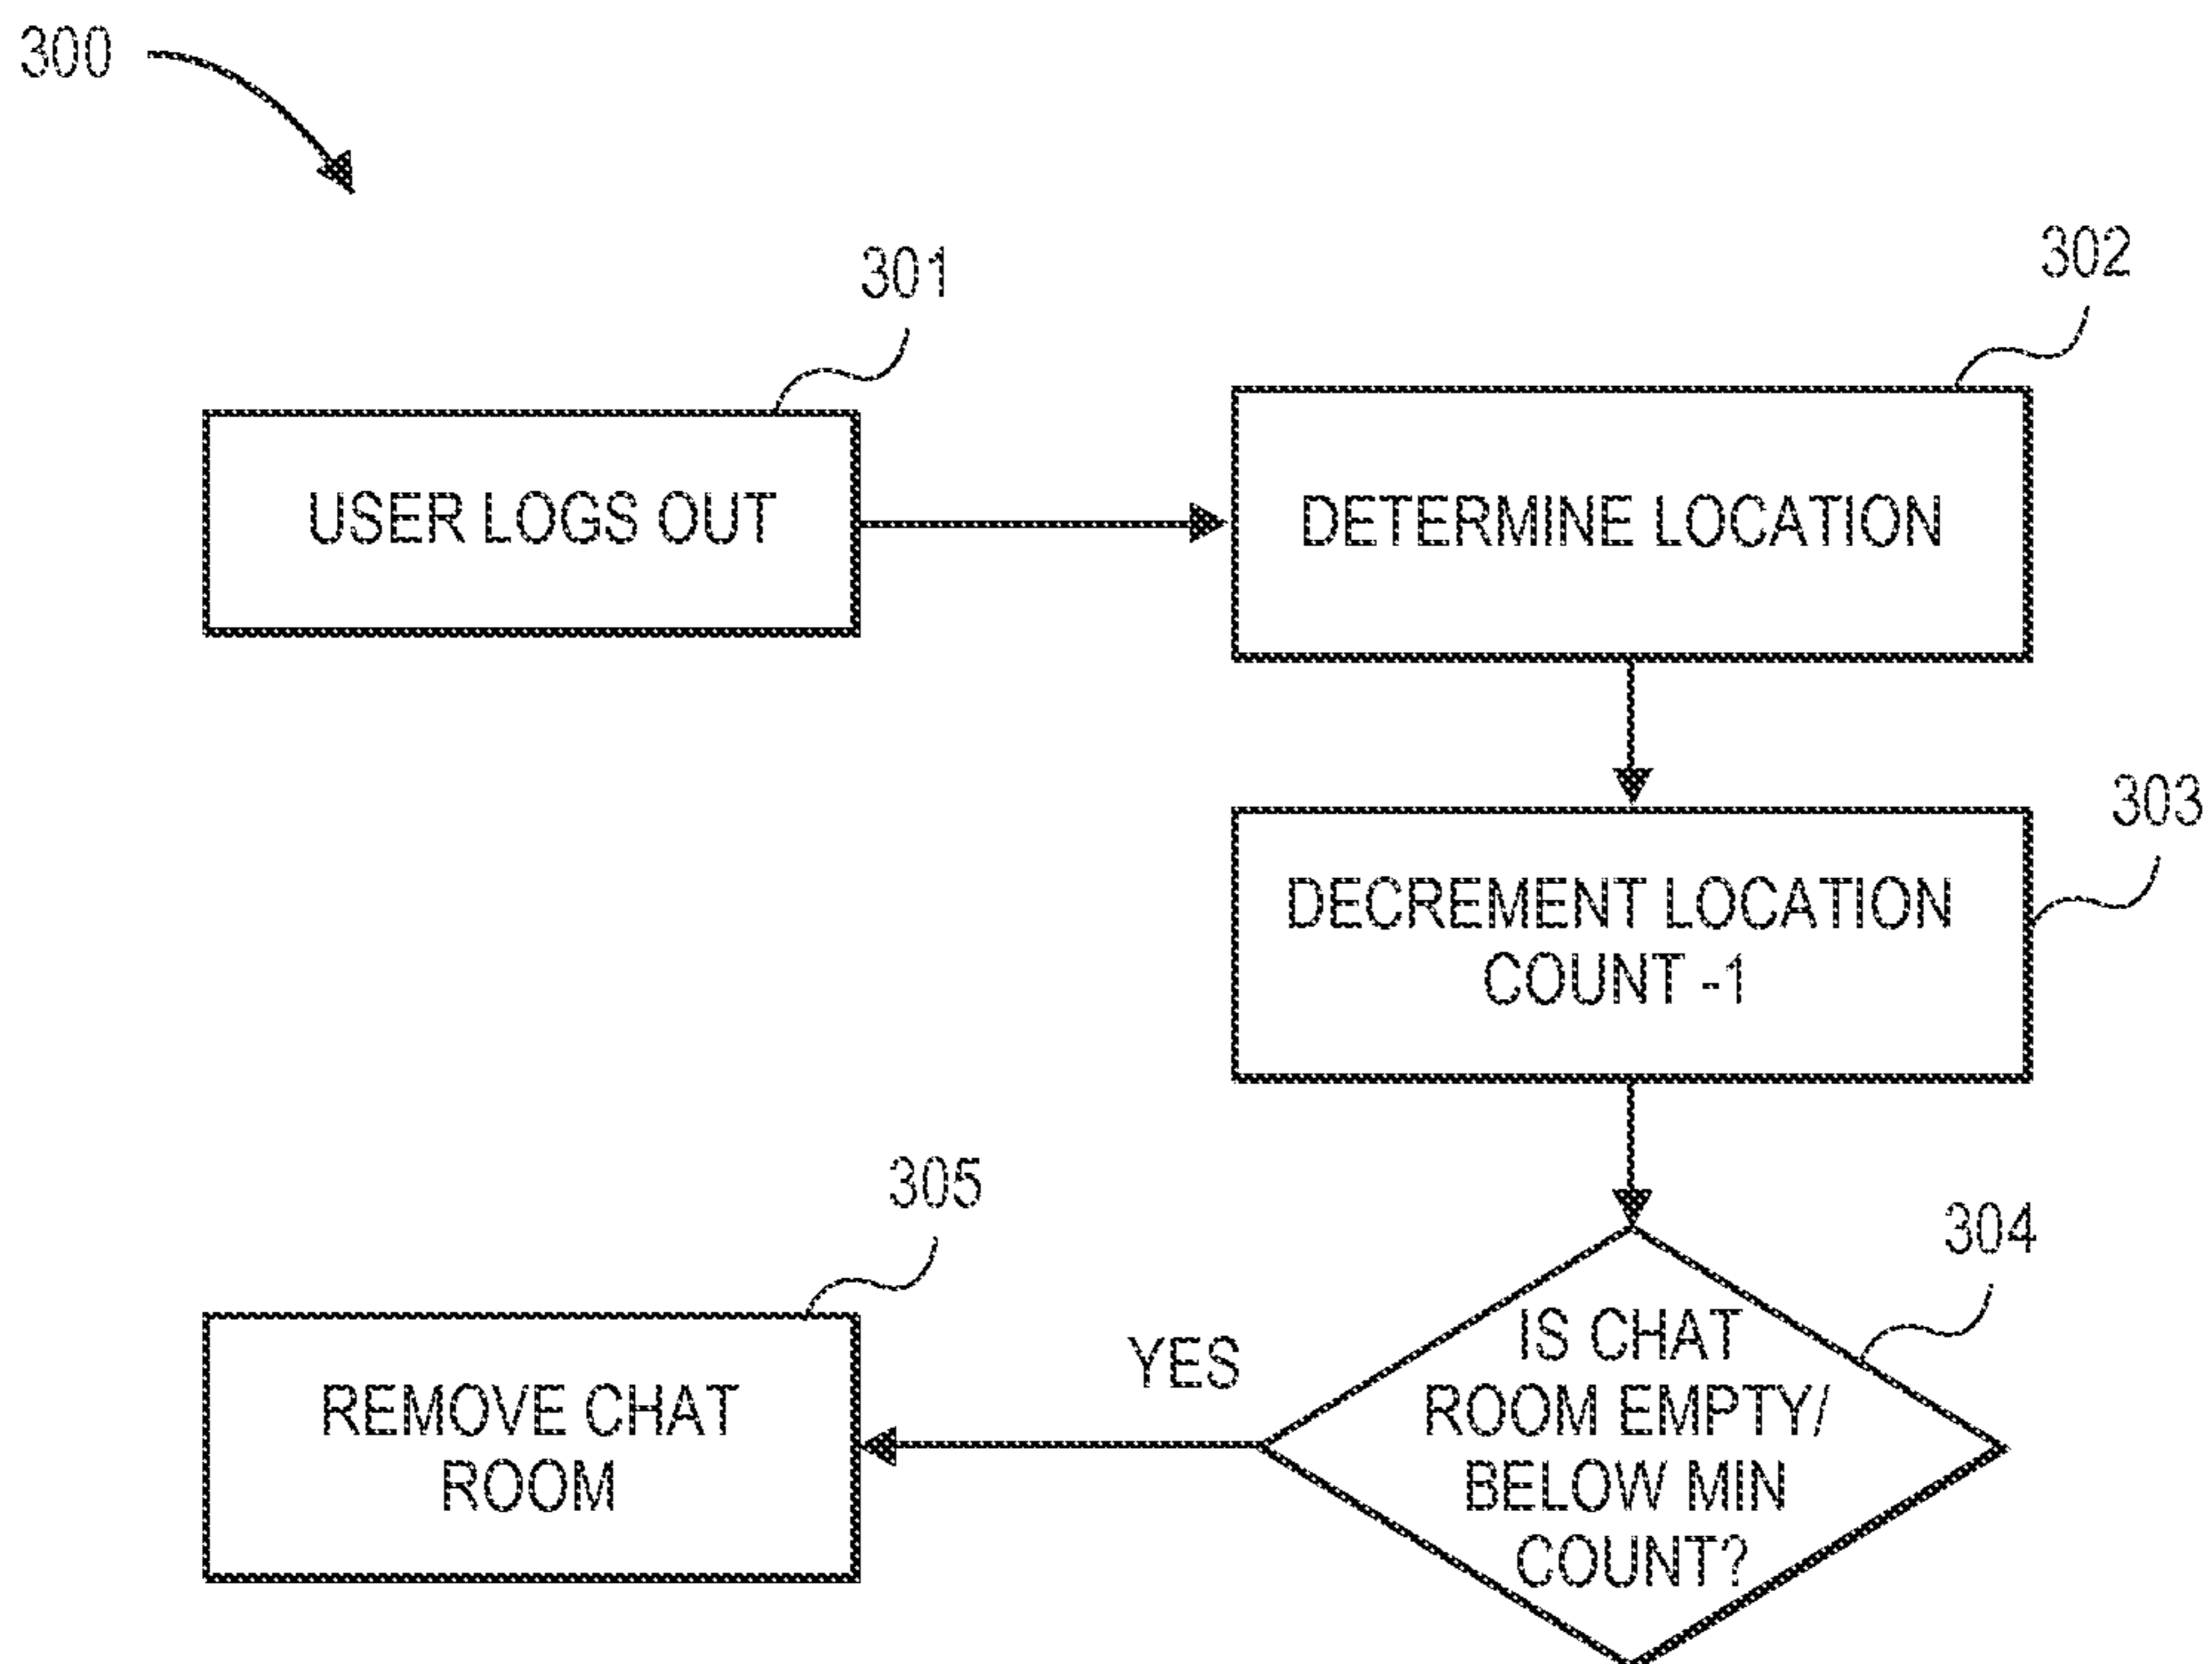 300
301
302
USER LOGS OUT
DETERMINE LOCATION
303
DECREMENT LOCATION
COUNT -1
305
304
REMOVE CHAT
ROOM
YES
IS CHAT
ROOM EMPTY/
BELOW MIN
COUNT?